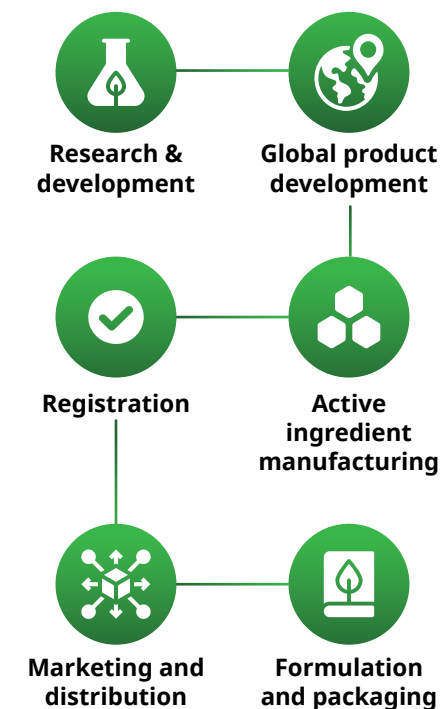 Research &
development
Global product
development
Registration
Active
ingredient
manufacturing
Marketing and
distribution
Formulation
and packaging